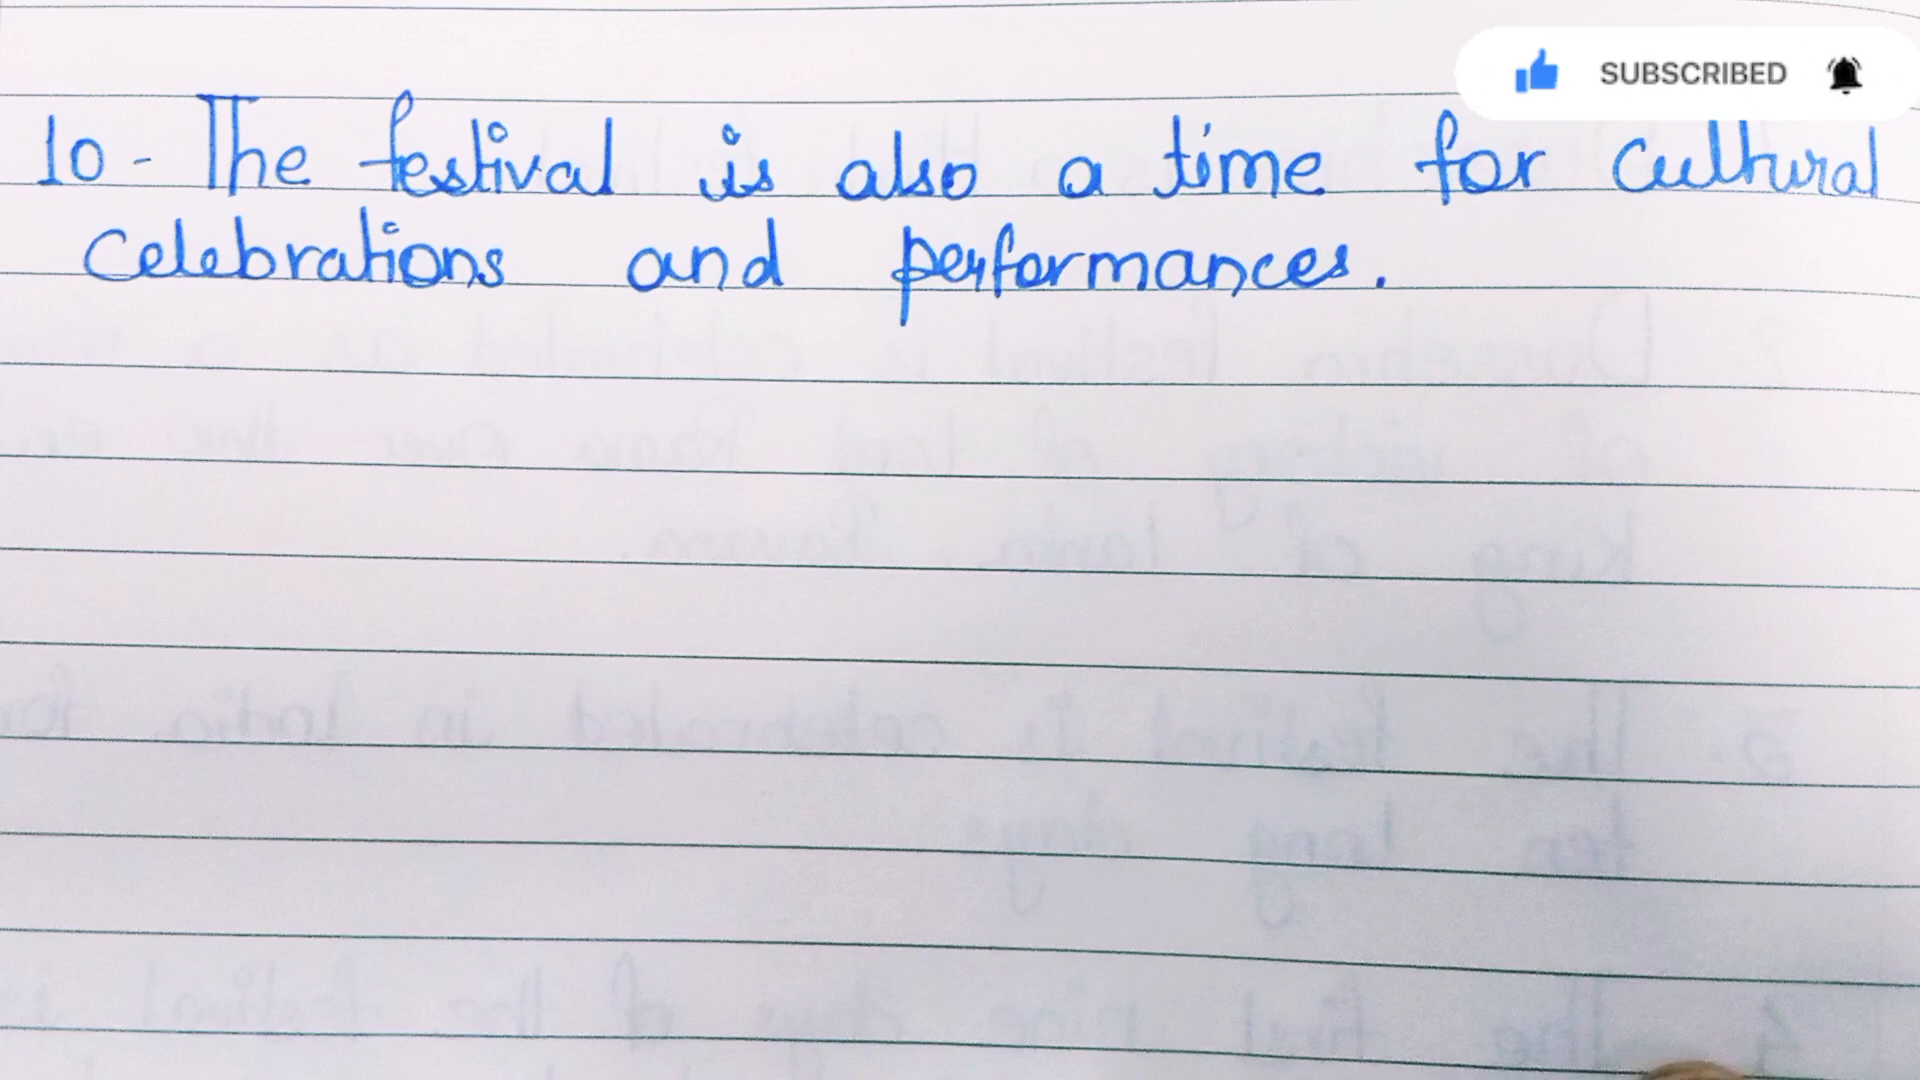 SUBSCRIBED
10 - The festival is also a time for cultural
celebrations and performances.